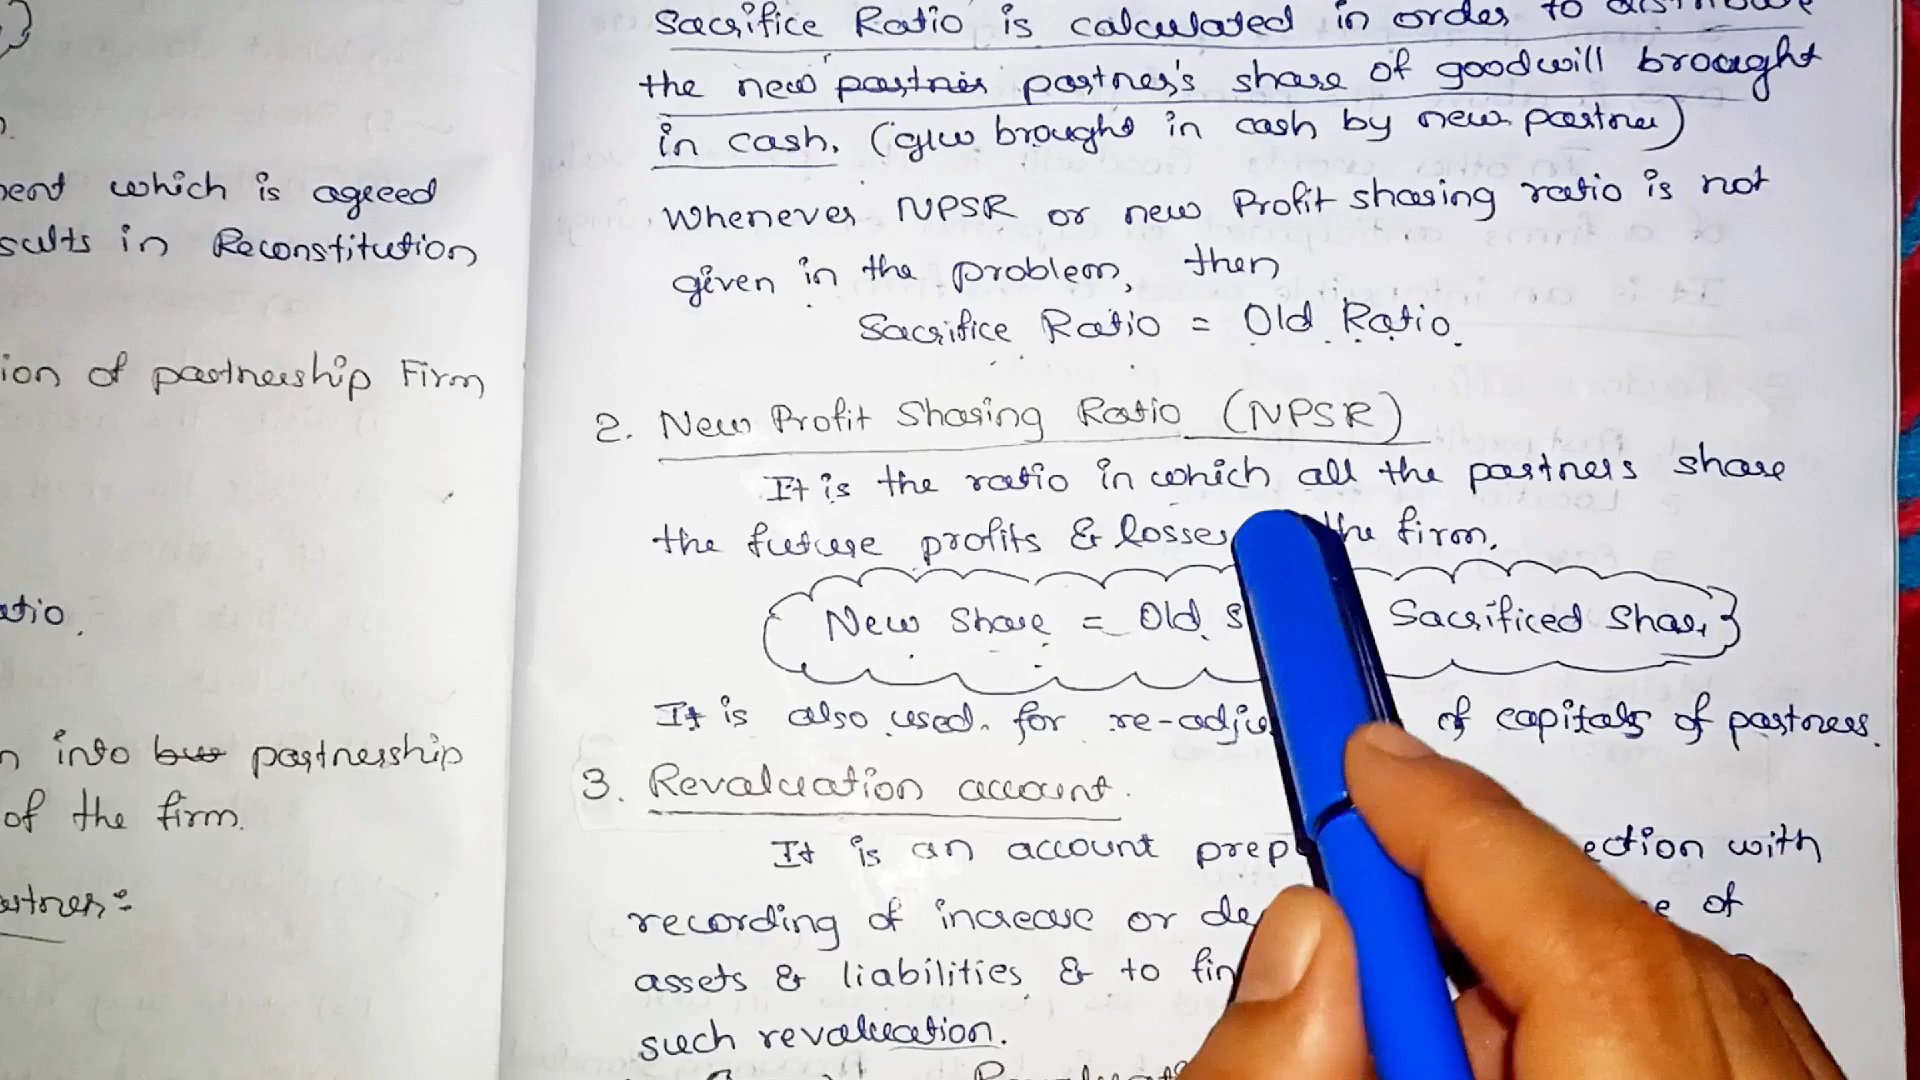 ent which is agreed
sults in Reconstitution
ion of partnership Firm
atio.
n into partnership
of the firm.
artner:-
Sacrifice Ratio is calculated in order to distribute
the new partner's share of goodwill brought
in cash. (g/w brought in cash by new partner)
Whenever NPSR or new Profit sharing ratio is not
given in the problem, then
Sacrifice Ratio = Old Ratio.
2. New Profit Sharing Ratio (NPSR)
It is the ratio in which all the partners share
the future profits & losses the firm.
New Share = Old S Sacrificed Share
It is also used for re-adju of capitals of partners.
3. Revaluation account.
It is an account prep ection with
recording of increase or de e of
assets & liabilities & to fin
such revaluation.